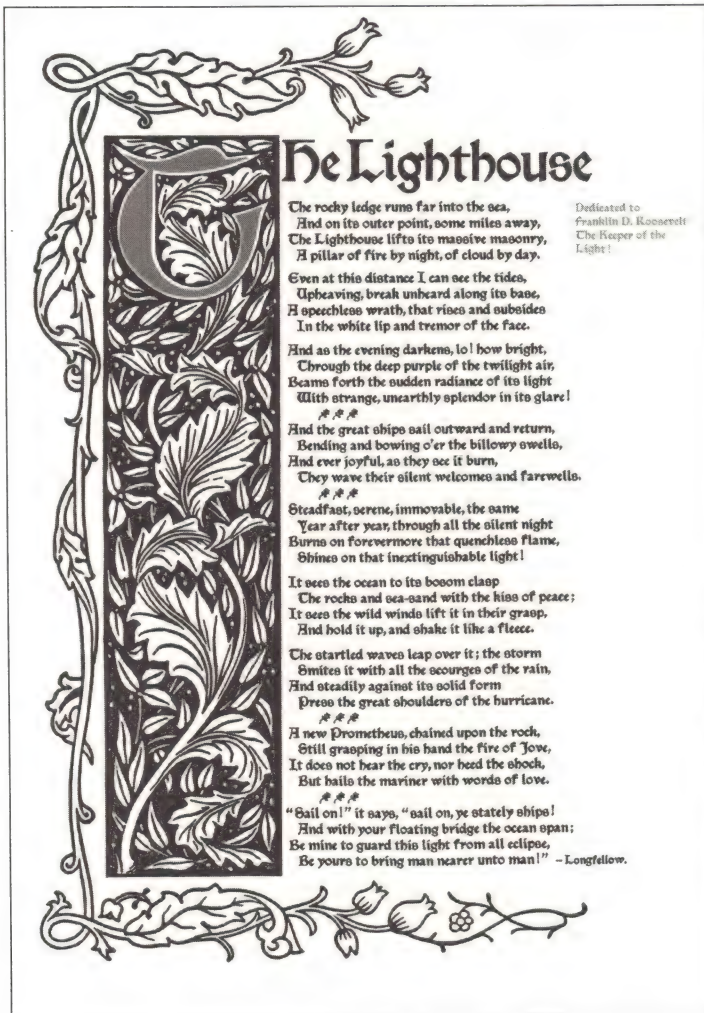 The Lighthouse
Dedicated to
Franklin D. Roosevelt
The Keeper of the
Light!
The rocky ledge runs far into the sea,
And on its outer point, some miles away,
The Lighthouse lifts its massive masonry,
A pillar of fire by night, of cloud by day.
Even at this distance I can see the tides,
Upheaving, break unheard along its base,
A speechless wrath, that rises and subsides
In the white lip and tremor of the face.
And as the evening darkens, lo! how bright,
Through the deep purple of the twilight air,
Beams forth the sudden radiance of its light
With strange, unearthly splendor in its glare!
And the great ships sail outward and return,
Bending and bowing o'er the billowy swells,
And ever joyful, as they see it burn,
They wave their silent welcomes and farewells.
Steadfast, serene, immovable, the same
Year after year, through all the silent night
Burns on forevermore that quenchless flame,
Shines on that inextinguishable light!
It sees the ocean to its bosom clasp
The rocks and sea-sand with the kiss of peace;
It sees the wild winds lift it in their grasp,
And hold it up, and shake it like a fleece.
The startled waves leap over it; the storm
Smites it with all the scourges of the rain,
And steadily against its solid form
Press the great shoulders of the hurricane.
A new Prometheus, chained upon the rock,
Still grasping in his hand the fire of Jove,
It does not hear the cry, nor heed the shock,
But hails the mariner with words of love.
"Sail on!" it says, "sail on, ye stately ships!
And with your floating bridge the ocean span;
Be mine to guard this light from all eclipse,
Be yours to bring man nearer unto man!" – Longfellow.